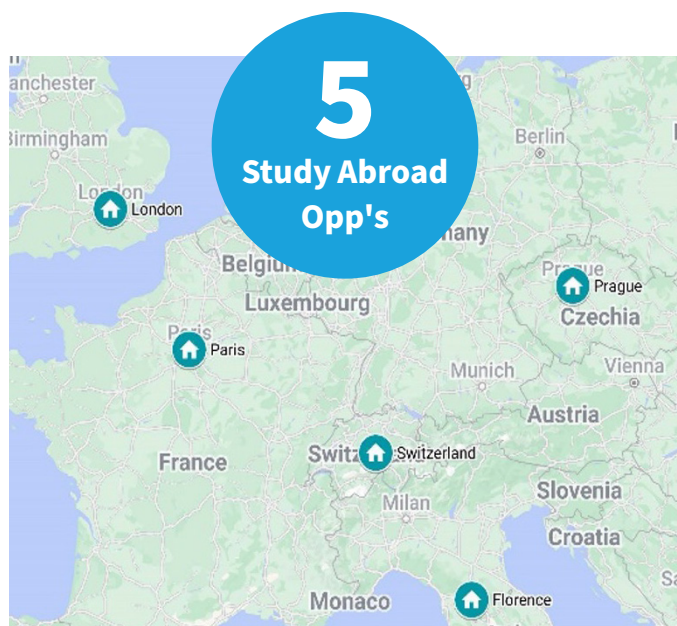 5
Study Abroad
Opp's
anchester
Birmingham
London
London
Berlin
Belgium
Luxembourg
Prague
Prague
Czechia
Paris
Paris
Munich
Vienna
Austria
Switzerland
Switzerland
France
Milan
Slovenia
Croatia
Monaco
Florence